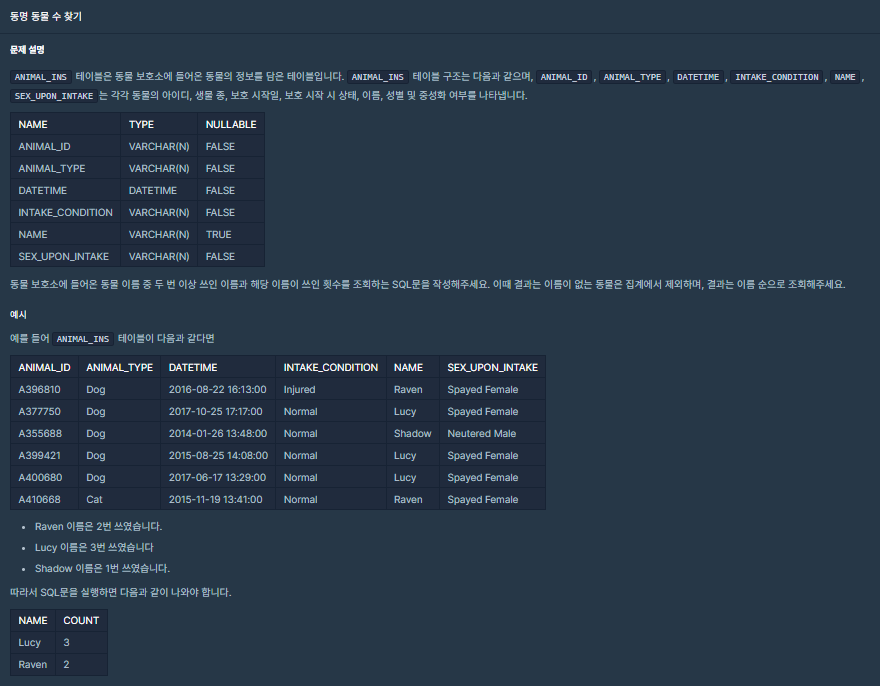 동명 동물 수 찾기
문제 설명
ANIMAL_INS 테이블은 동물 보호소에 들어온 동물의 정보를 담은 테이블입니다. ANIMAL_INS 테이블 구조는 다음과 같으며, ANIMAL_ID, ANIMAL_TYPE, DATETIME, INTAKE_CONDITION, NAME,
SEX_UPON_INTAKE 는 각각 동물의 아이디, 생물 종, 보호 시작일, 보호 시작 시 상태, 이름, 성별 및 중성화 여부를 나타냅니다.
NAME TYPE NULLABLE
ANIMAL_ID VARCHAR(N) FALSE
ANIMAL_TYPE VARCHAR(N) FALSE
DATETIME DATETIME FALSE
INTAKE_CONDITION VARCHAR(N) FALSE
NAME VARCHAR(N) TRUE
SEX_UPON_INTAKE VARCHAR(N) FALSE
동물 보호소에 들어온 동물 이름 중 두 번 이상 쓰인 이름과 해당 이름이 쓰인 횟수를 조회하는 SQL문을 작성해주세요. 이때 결과는 이름이 없는 동물은 집계에서 제외하며, 결과는 이름 순으로 조회해주세요.
예시
예를 들어 ANIMAL_INS 테이블이 다음과 같다면
ANIMAL_ID ANIMAL_TYPE DATETIME INTAKE_CONDITION NAME SEX_UPON_INTAKE
A396810 Dog 2016-08-22 16:13:00 Injured Raven Spayed Female
A377750 Dog 2017-10-25 17:17:00 Normal Lucy Spayed Female
A355688 Dog 2014-01-26 13:48:00 Normal Shadow Neutered Male
A399421 Dog 2015-08-25 14:08:00 Normal Lucy Spayed Female
A400680 Dog 2017-06-17 13:29:00 Normal Lucy Spayed Female
A410668 Cat 2015-11-19 13:41:00 Normal Raven Spayed Female
• Raven 이름은 2번 쓰였습니다.
• Lucy 이름은 3번 쓰였습니다
• Shadow 이름은 1번 쓰였습니다.
따라서 SQL문을 실행하면 다음과 같이 나와야 합니다.
NAME COUNT
Lucy 3
Raven 2